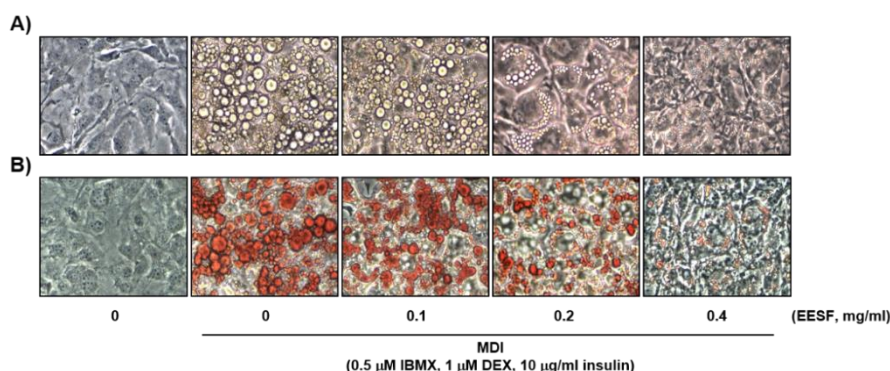 A)
B)
0 0 0.1 0.2 0.4 (EESF, mg/ml)
MDI
(0.5 μM IBMX, 1 μM DEX, 10 μg/ml insulin)